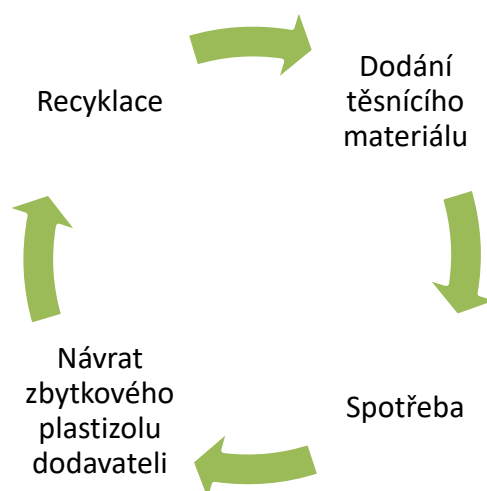 Recyklace
Dodání
těsnícího
materiálu
Spotřeba
Návrat
zbytkového
plastizolu
dodavateli